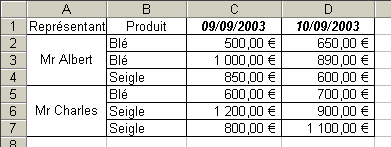 A B C D
1 Représentant Produit 09/09/2003 10/09/2003
2 Blé 500,00 € 650,00 €
3 Mr Albert Blé 1 000,00 € 890,00 €
4 Seigle 850,00 € 600,00 €
5 Blé 600,00 € 700,00 €
6 Mr Charles Seigle 1 200,00 € 900,00 €
7 Seigle 800,00 € 1 100,00 €
8